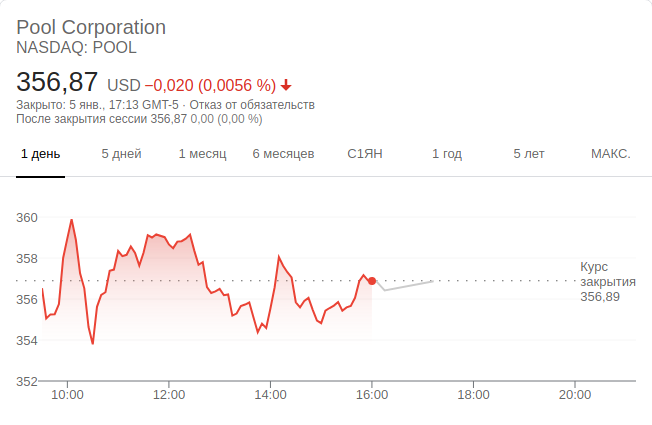 Pool Corporation
NASDAQ: POOL
356,87 USD −0,020 (0,0056 %)
Закрыто: 5 янв., 17:13 GMT-5 · Отказ от обязательств
После закрытия сессии 356,87 0,00 (0,00 %)
1 день 5 дней 1 месяц 6 месяцев С1ЯН 1 год 5 лет МАКС.
360
358
356
354
352
Курс
закрытия
356,89
10:00 12:00 14:00 16:00 18:00 20:00